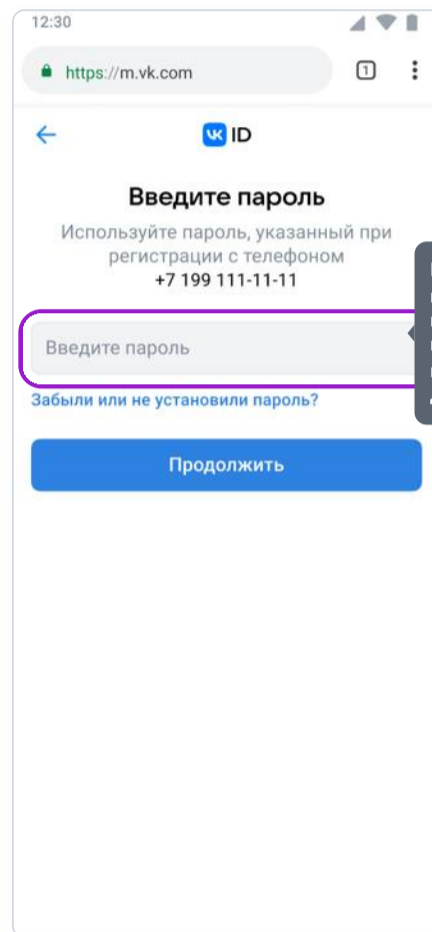 12:30
https://m.vk.com
1
VK ID
Введите пароль
Используйте пароль, указанный при
регистрации с телефоном
+7 199 111-11-11
Введите пароль
Забыли или не установили пароль?
Продолжить